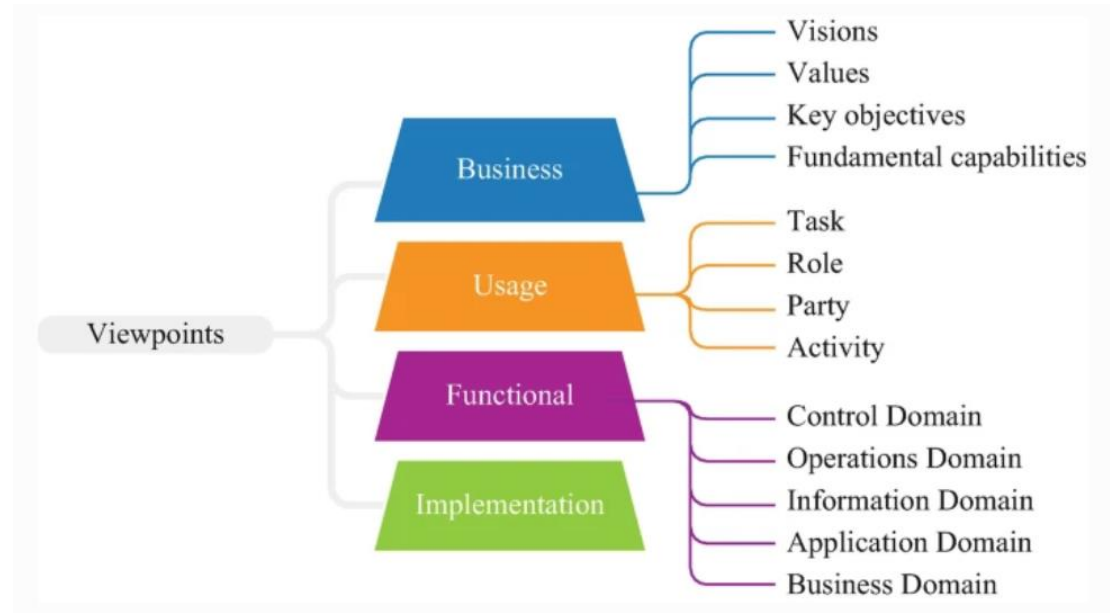 Viewpoints
Business
Visions
Values
Key objectives
Fundamental capabilities
Usage
Task
Role
Party
Activity
Functional
Control Domain
Operations Domain
Information Domain
Application Domain
Business Domain
Implementation